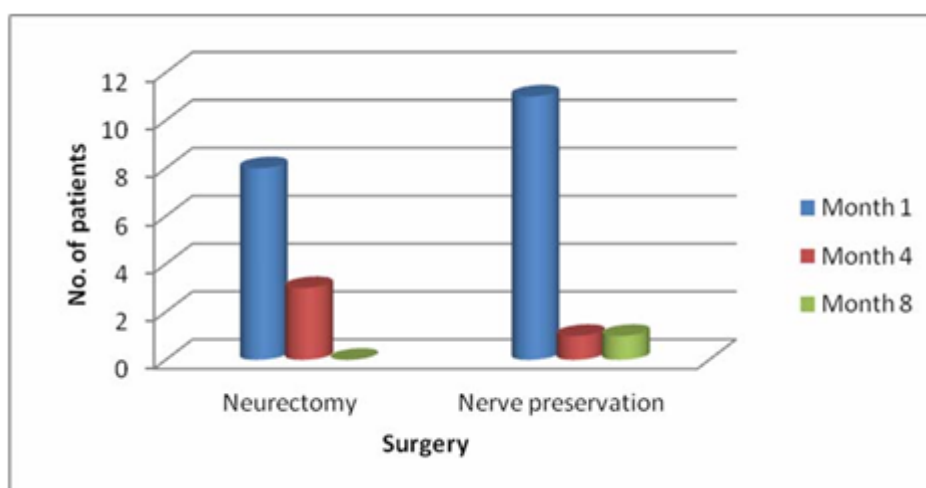 12
10
8
6
4
2
0
No. of patients
Neurectomy
Nerve preservation
Surgery
Month 1
Month 4
Month 8